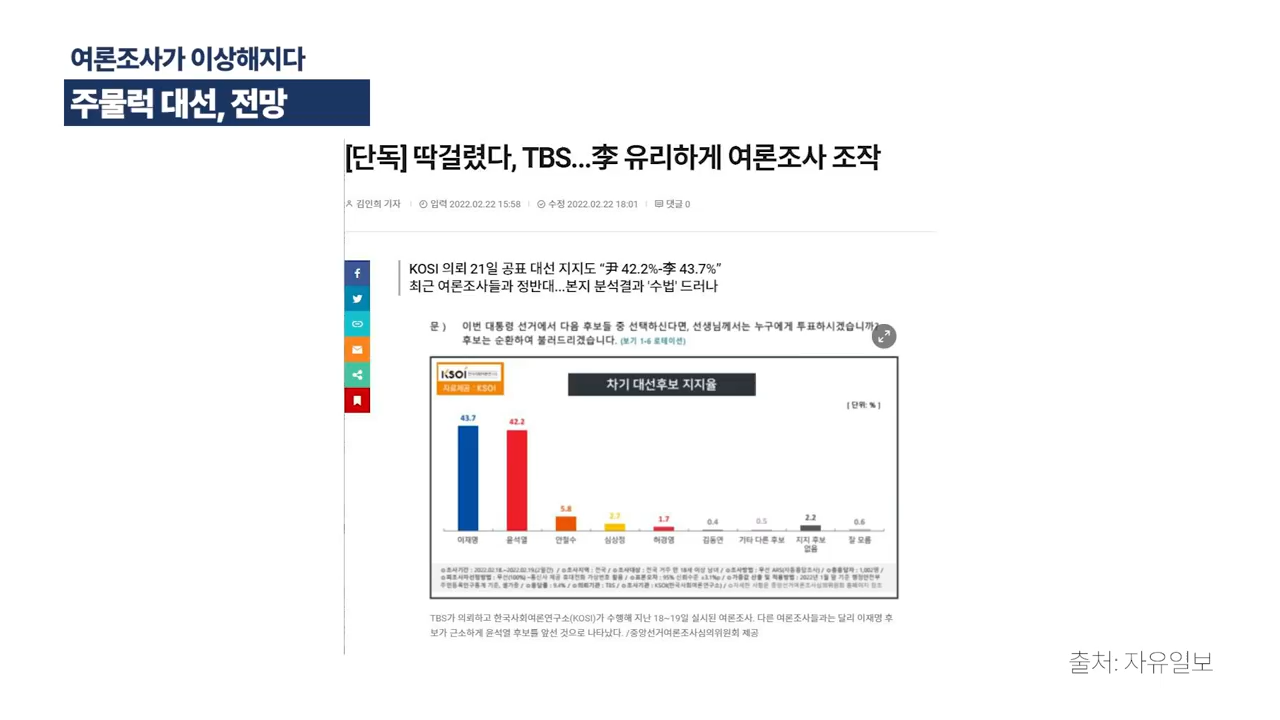 여론조사가 이상해지다
주물럭 대선, 전망
[단독] 딱걸렸다, TBS...李 유리하게 여론조사 조작
김인희 기자 입력 2022.02.22 15:58 수정 2022.02.22 18:01 댓글 0
KOSI 의뢰 21일 공표 대선 지지도 “尹 42.2%-李 43.7%”
최근 여론조사들과 정반대...본지 분석결과 '수법' 드러나
문 ) 이번 대통령 선거에서 다음 후보들 중 선택하신다면, 선생님께서는 누구에게 투표하시겠습니까?
후보는 순환하여 불러드리겠습니다. (보기 1-6 로테이션)
KSOI
자료제공 : KSOI
차기 대선후보 지지율
( 단위: % )
43.7 42.2 5.8 2.7 1.7 0.4 0.5 2.2 0.6
이재명 윤석열 안철수 심상정 허경영 김동연 기타 다른 후보 지지 후보 잘 모름
없음
TBS가 의뢰하고 한국사회여론연구소(KOSI)가 수행해 지난 18~19일 실시된 여론조사. 다른 여론조사들과는 달리 이재명 후
보가 근소하게 윤석열 후보를 앞선 것으로 나타났다. /중앙선거여론조사심의위원회 제공
출처: 자유일보